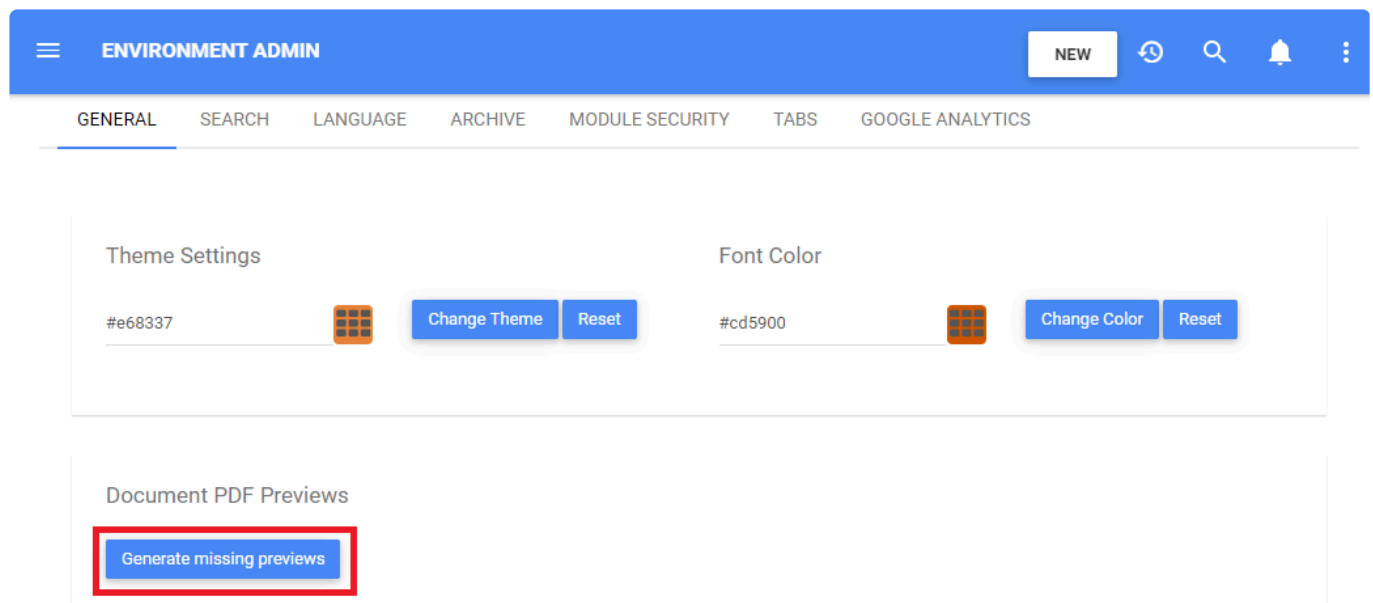 ENVIRONMENT ADMIN NEW
GENERAL SEARCH LANGUAGE ARCHIVE MODULE SECURITY TABS GOOGLE ANALYTICS
Theme Settings Font Color
#e68337 Change Theme Reset #cd5900 Change Color Reset
Document PDF Previews
Generate missing previews